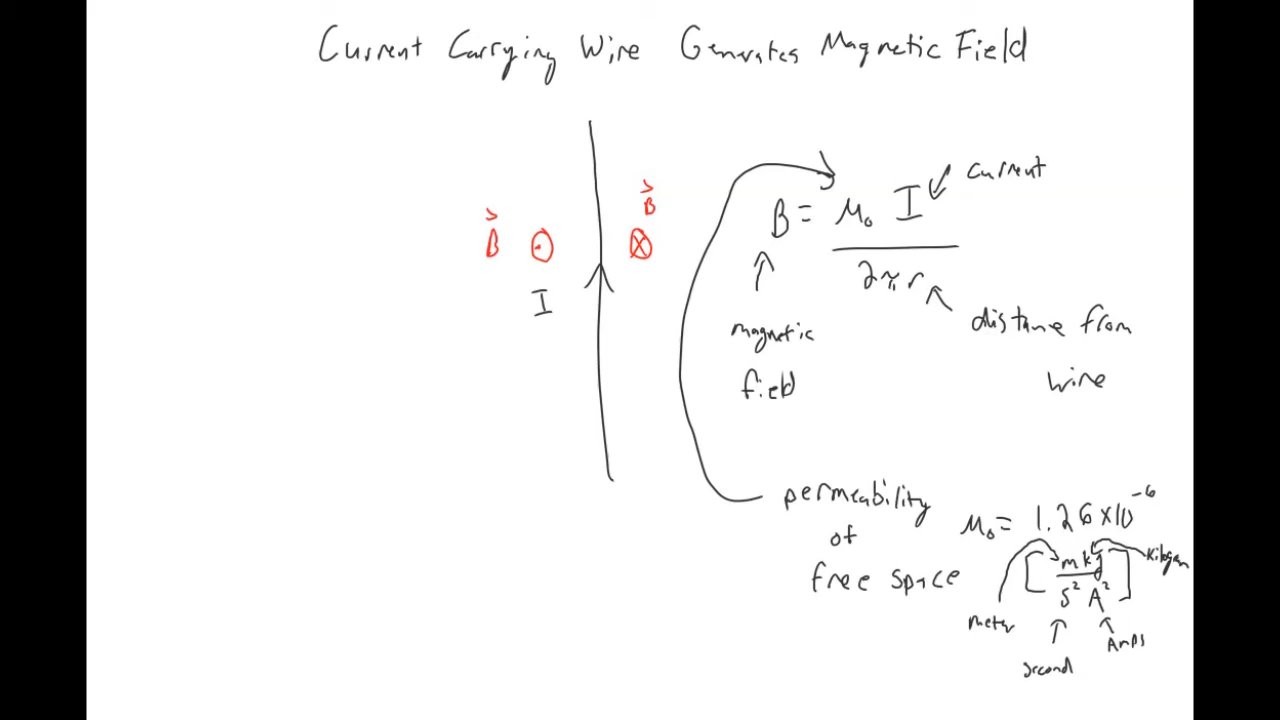 Current Carrying Wire Generates Magnetic Field
B⃗ ⊙
I
B⃗
⊗
B = μ₀ I / 2πr
current
magnetic
field
distance from
wire
permeability
of
free space
μ₀ = 1.26 × 10⁻⁶
[m kg / s² A²]
kilogram
meter
second
Amps